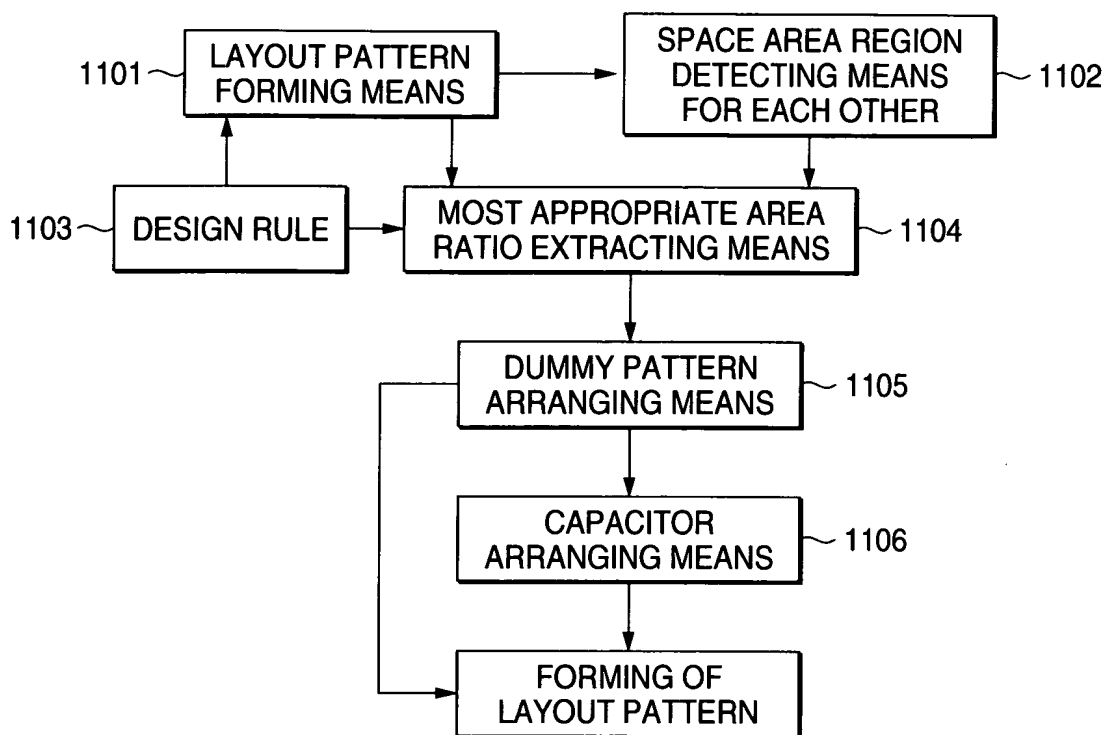 1101
LAYOUT PATTERN
FORMING MEANS
SPACE AREA REGION
DETECTING MEANS
FOR EACH OTHER
1102
1103
DESIGN RULE
MOST APPROPRIATE AREA
RATIO EXTRACTING MEANS
1104
DUMMY PATTERN
ARRANGING MEANS
1105
CAPACITOR
ARRANGING MEANS
1106
FORMING OF
LAYOUT PATTERN